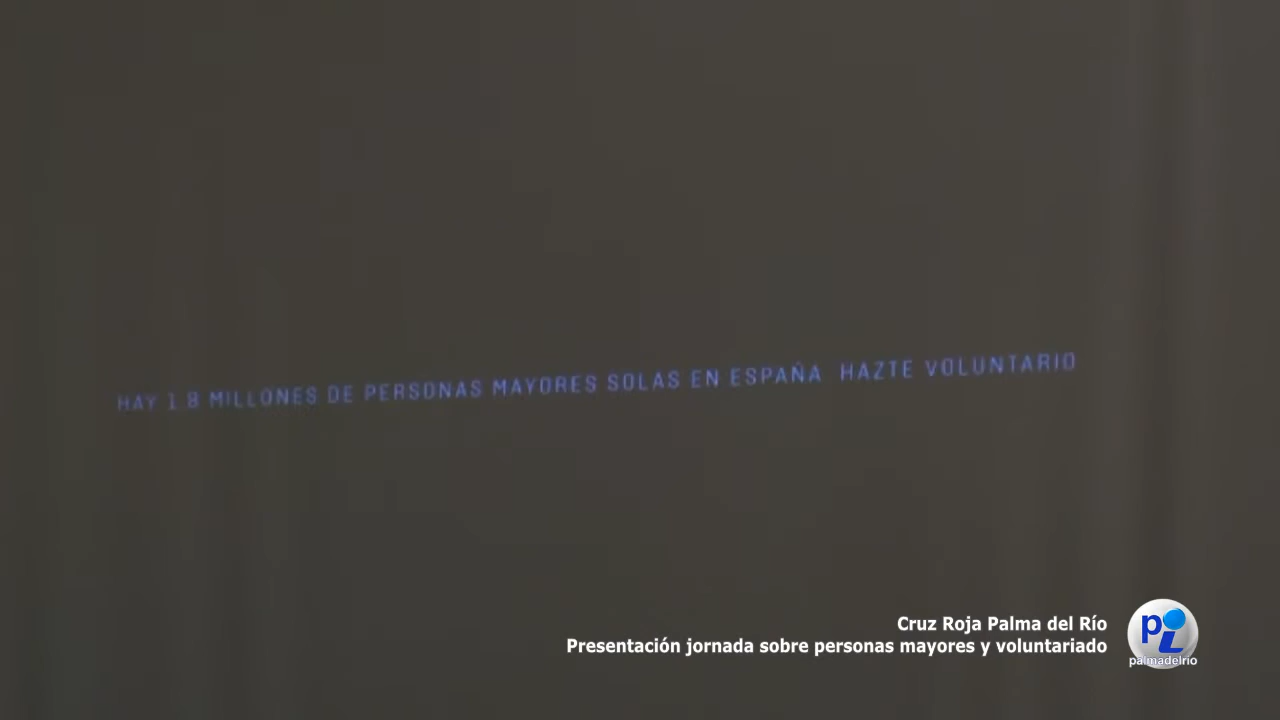 HAY 1.8 MILLONES DE PERSONAS MAYORES SOLAS EN ESPAÑA HAZTE VOLUNTARIO
Cruz Roja Palma del Río
Presentación jornada sobre personas mayores y voluntariado
palmadelrio